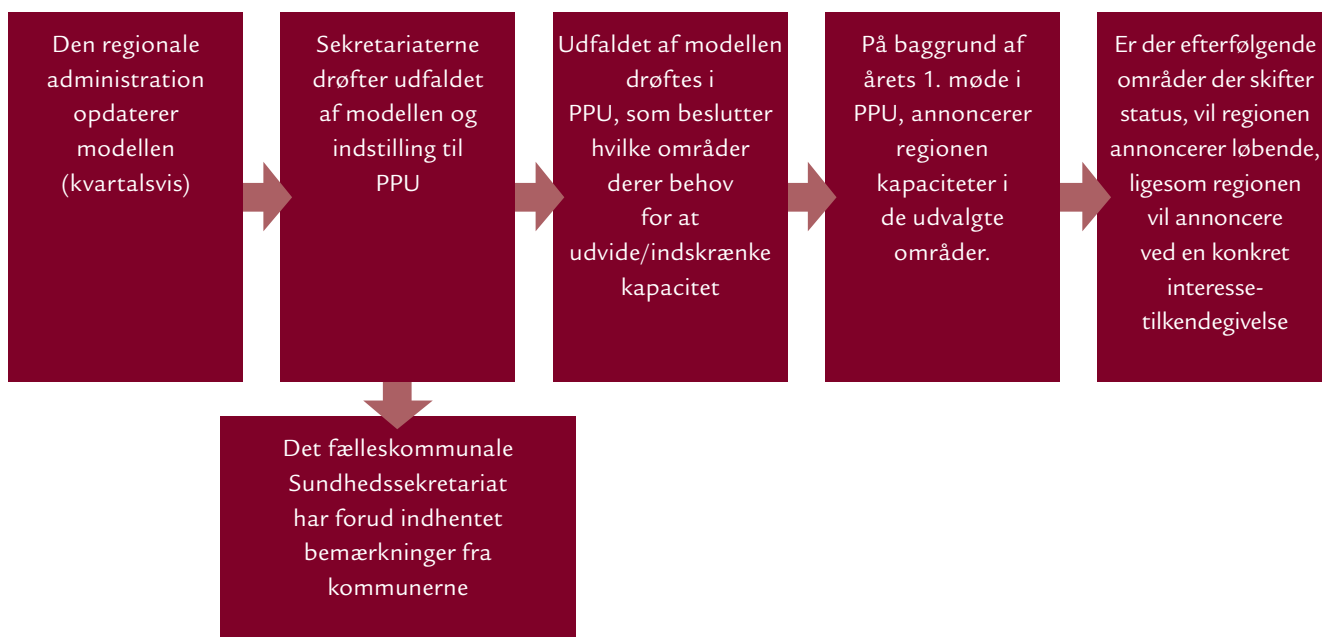 Den regionale
administration
opdaterer
modellen
(kvartalsvis)
Sekretariaterne
drøfter udfaldet
af modellen og
indstilling til
PPU
Udfaldet af modellen
drøftes i
PPU, som beslutter
hvilke områder
derer behov
for at
udvide/indskrænke
kapacitet
På baggrund af
årets 1. møde i
PPU, annoncerer
regionen
kapaciteter i
de udvalgte
områder.
Er der efterfølgende
områder der skifter
status, vil regionen
annoncerer løbende,
ligesom regionen
vil annoncere
ved en konkret
interesse-
tilkendegivelse
Det fælleskommunale
Sundhedssekretariat
har forud indhentet
bemærkninger fra
kommunerne